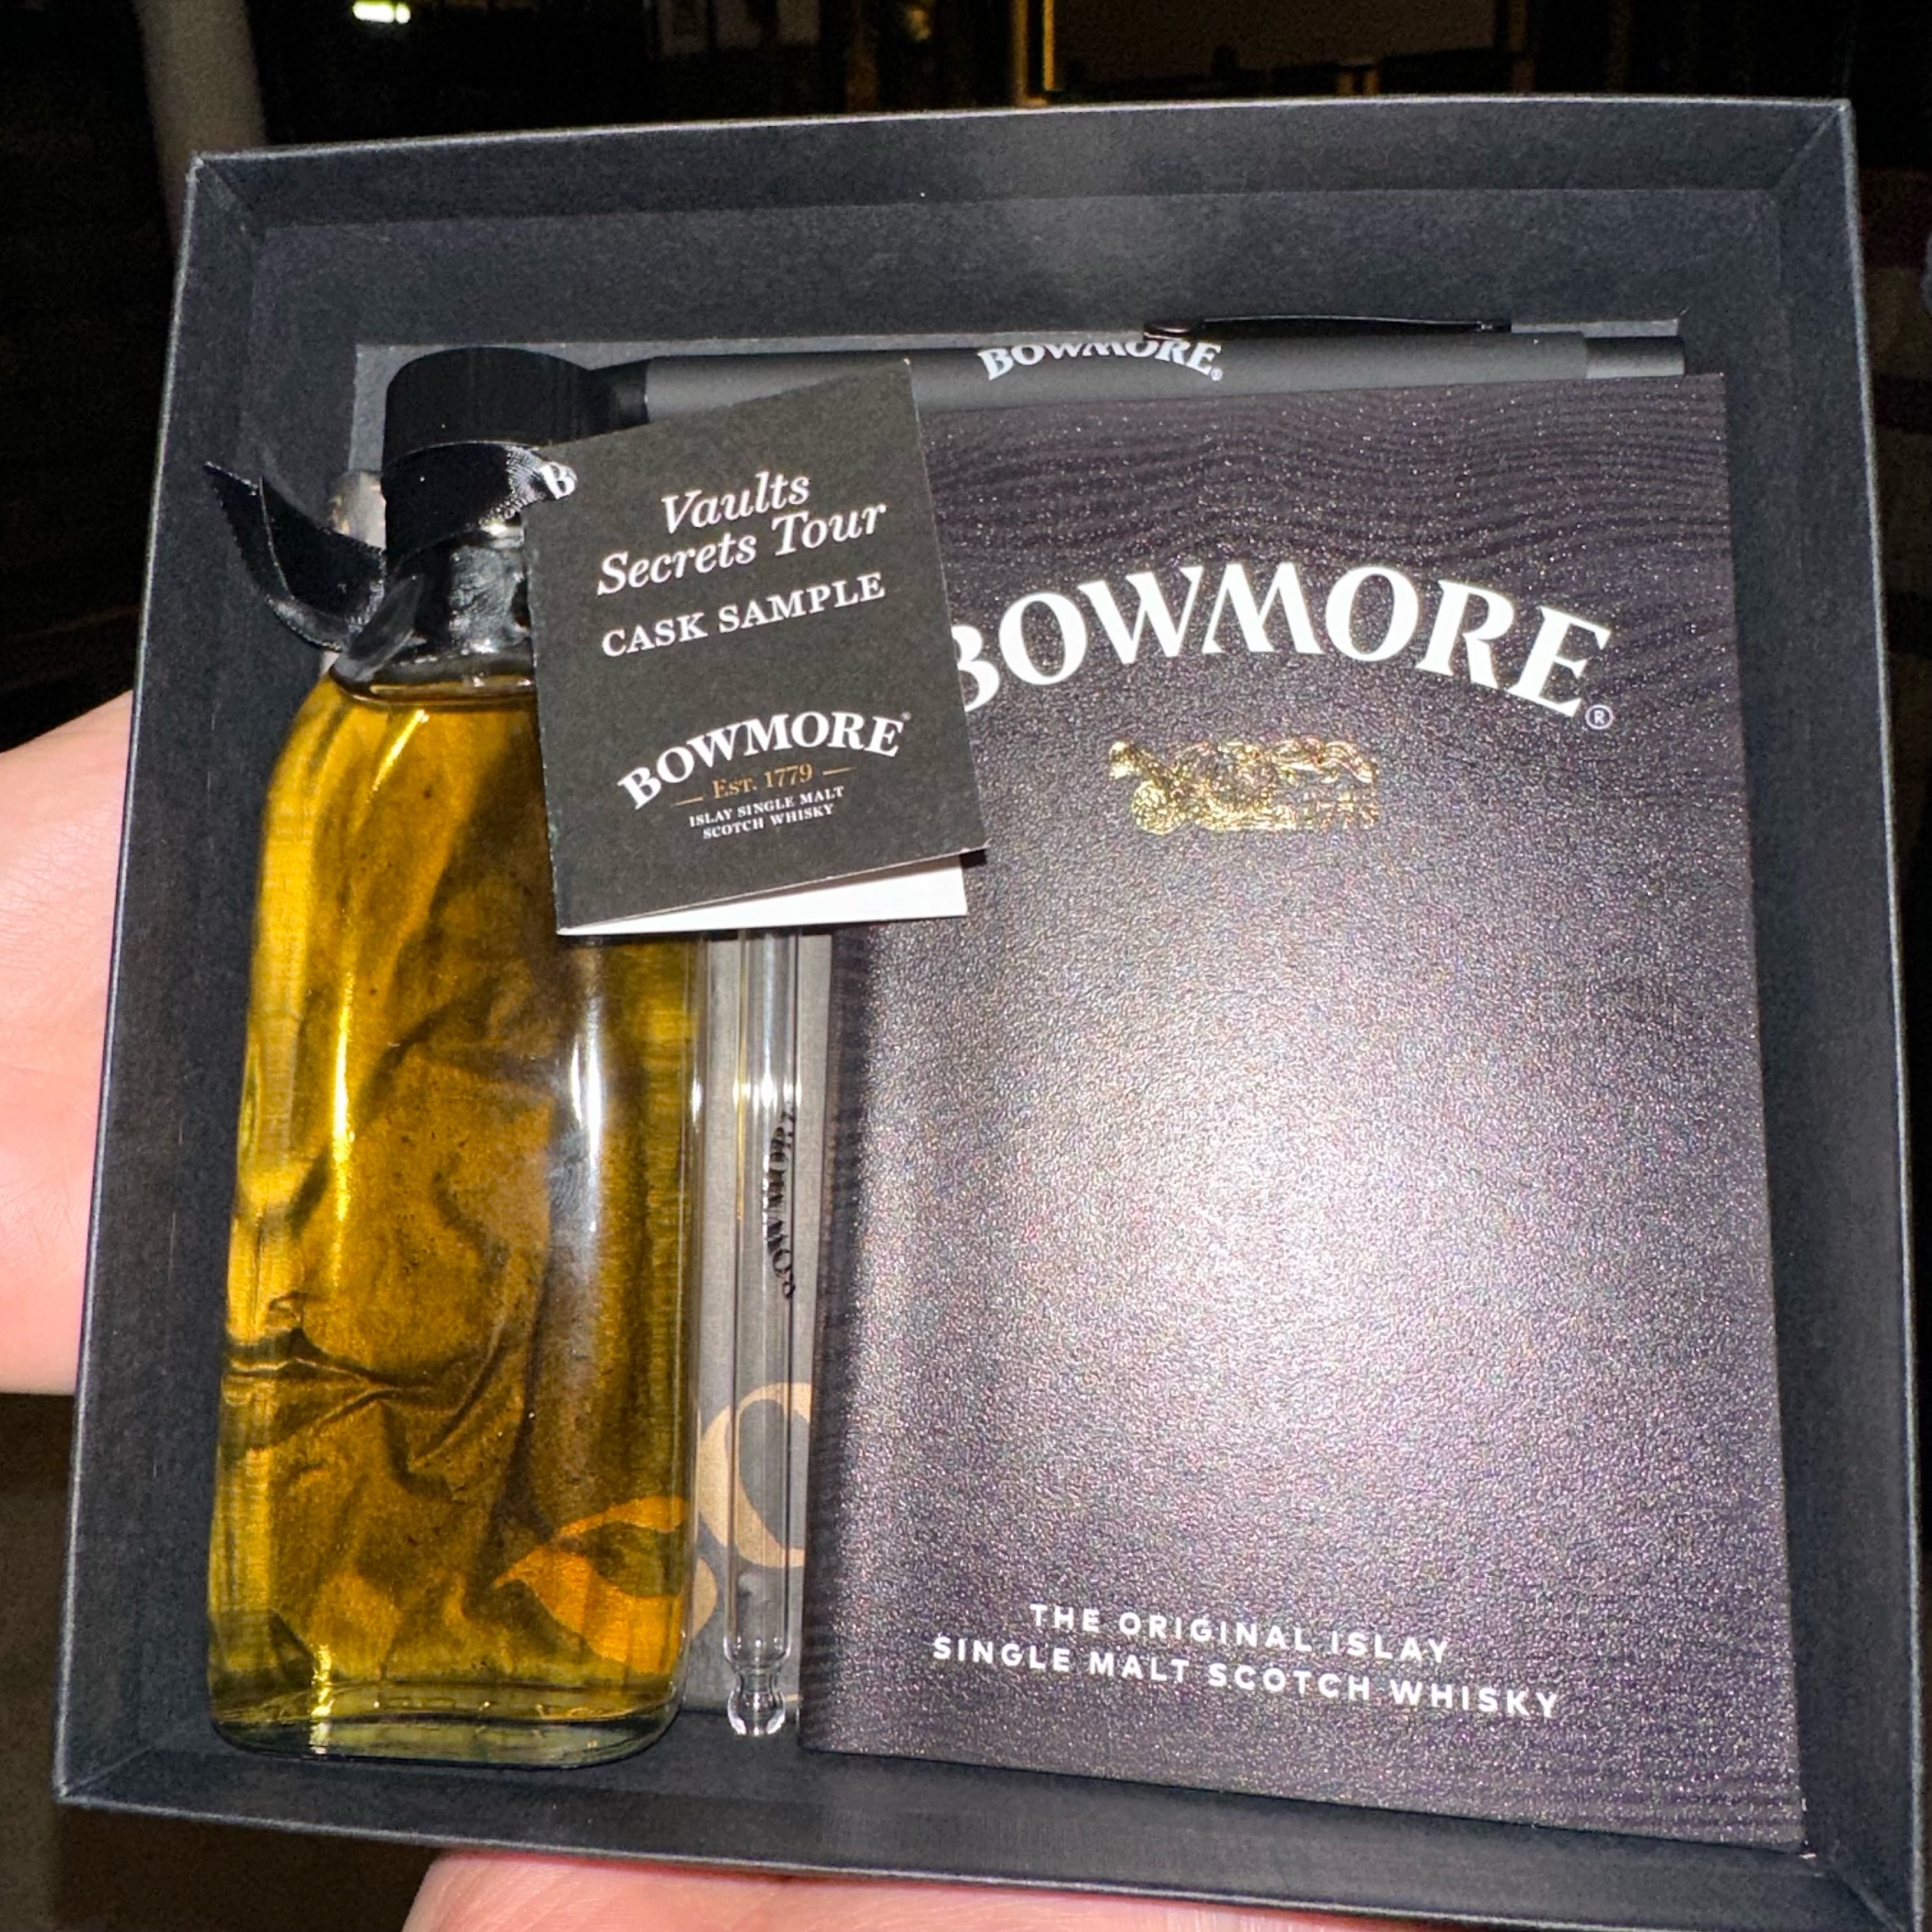 BOWMORE®
Vaults
Secrets Tour
CASK SAMPLE
BOWMORE®
EST. 1779
ISLAY SINGLE MALT
SCOTCH WHISKY
BOWMORE®
1779
THE ORIGINAL ISLAY
SINGLE MALT SCOTCH WHISKY
BOWMORE
B